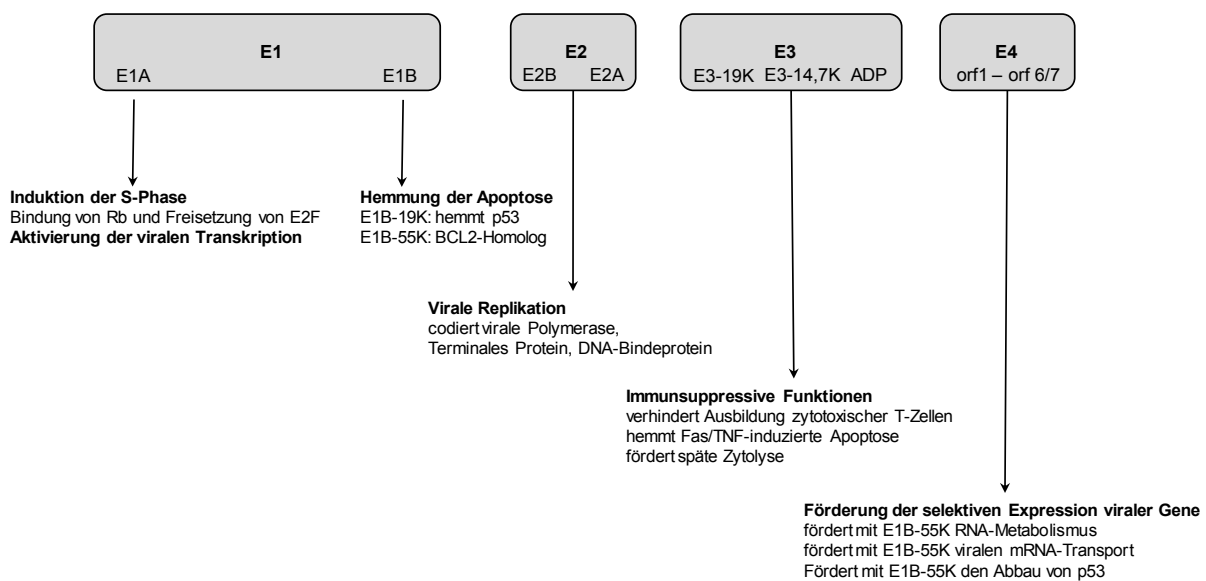 E1
E1A E1B
E2
E2B E2A
E3
E3-19K E3-14,7K ADP
E4
orf1 – orf 6/7
Induktion der S-Phase
Bindung von Rb und Freisetzung von E2F
Aktivierung der viralen Transkription
Hemmung der Apoptose
E1B-19K: hemmt p53
E1B-55K: BCL2-Homolog
Virale Replikation
codiert virale Polymerase,
Terminales Protein, DNA-Bindeprotein
Immunsuppressive Funktionen
verhindert Ausbildung zytotoxischer T-Zellen
hemmt Fas/TNF-induzierte Apoptose
fördert späte Zytolyse
Förderung der selektiven Expression viraler Gene
fördert mit E1B-55K RNA-Metabolismus
fördert mit E1B-55K viralen mRNA-Transport
Fördert mit E1B-55K den Abbau von p53